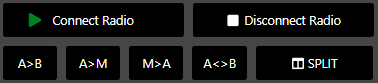 Connect Radio Disconnect Radio
A>B A>M M>A A<>B SPLIT